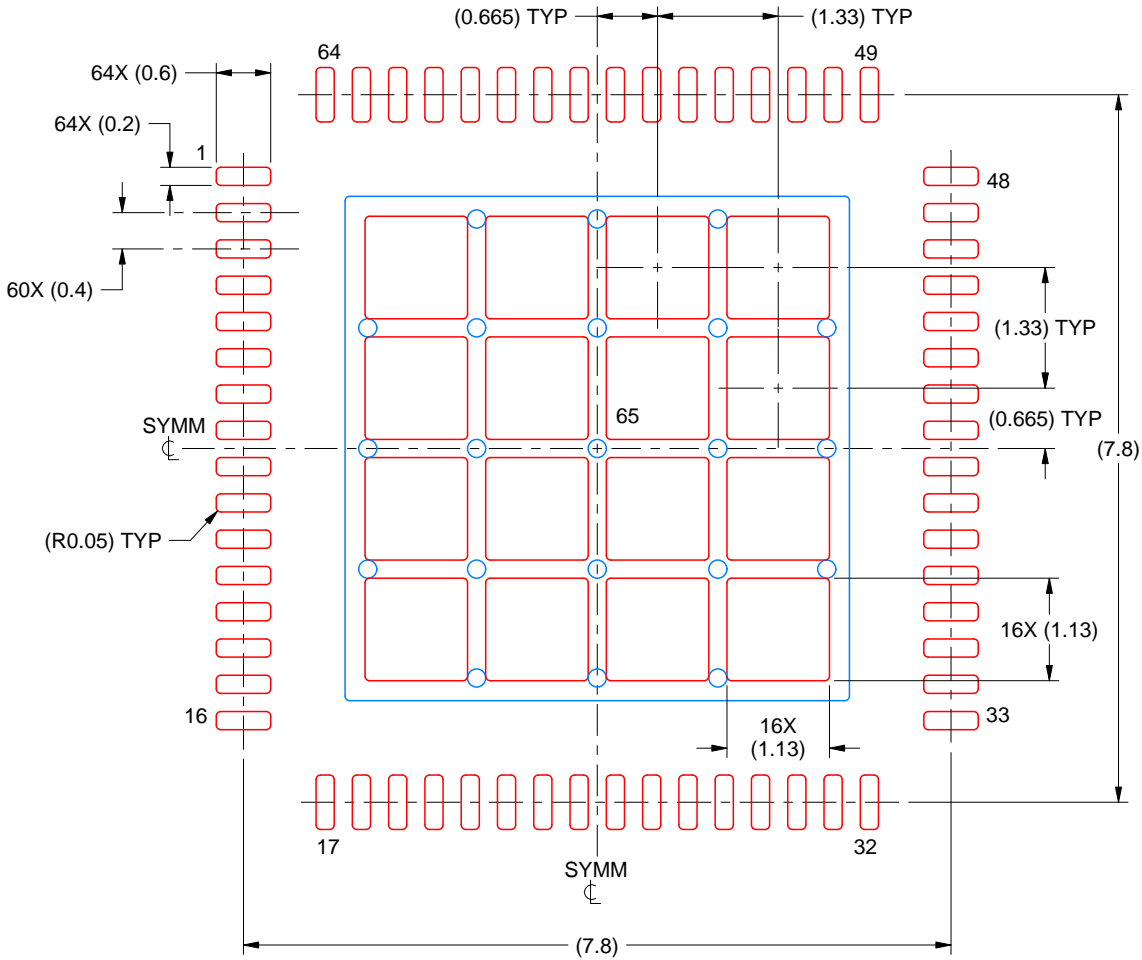 (0.665) TYP
(1.33) TYP
64
49
64X (0.6)
64X (0.2)
1
48
60X (0.4)
(1.33) TYP
65
(0.665) TYP
SYMM
℄
(7.8)
(R0.05) TYP
16X (1.13)
16
33
16X
(1.13)
17
32
SYMM
℄
(7.8)